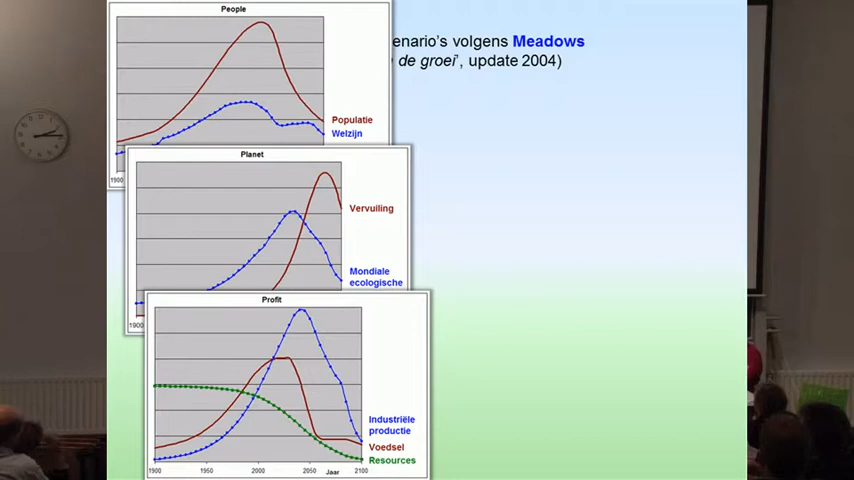 People
enario's volgens Meadows
de groei', update 2004)
Populatie
Welzijn
1900
Planet
Vervuiling
Mondiale
ecologische
1900
Profit
Industriële
productie
Voedsel
Resources
1900 1950 2000 2050 2100
Jaar